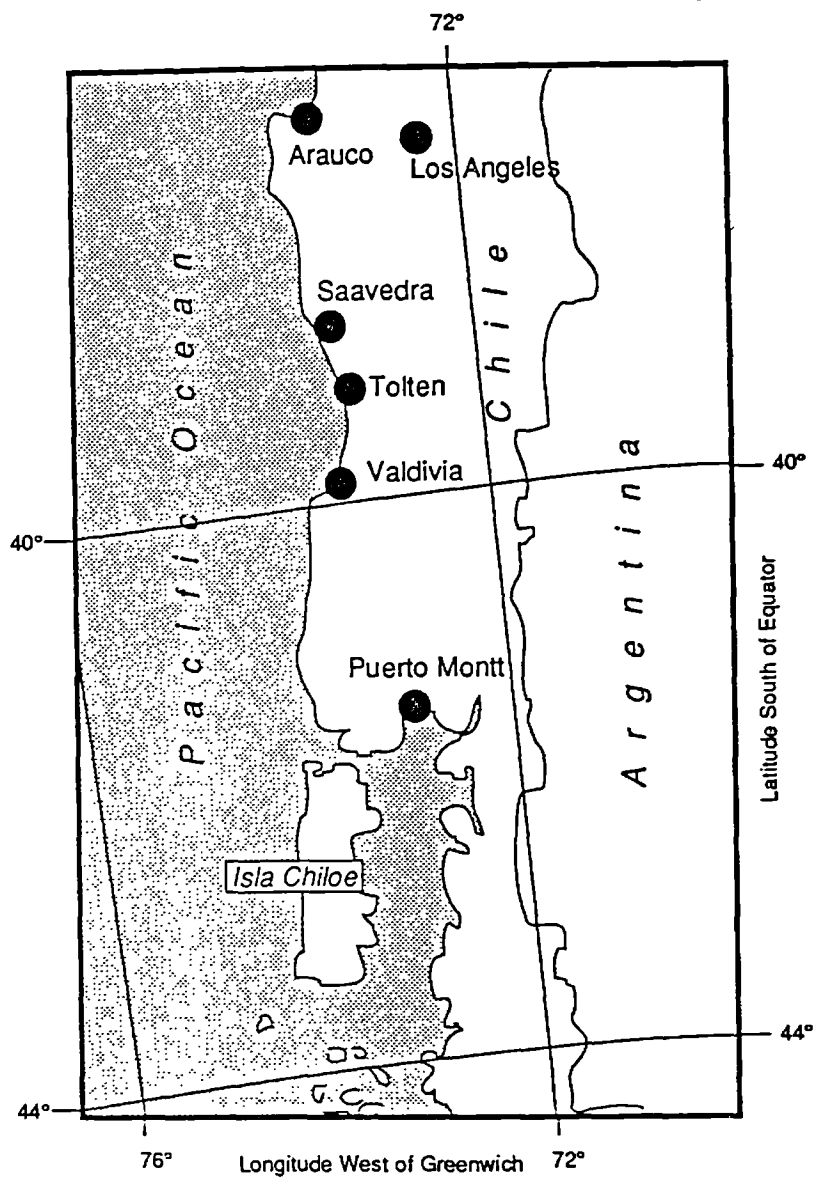 72°
Arauco
Los Angeles
Saavedra
Tolten
Valdivia
Pacific Ocean
Chile
Argentina
40°
40°
Puerto Montt
Isla Chiloe
Latitude South of Equator
44°
44°
76°
Longitude West of Greenwich
72°